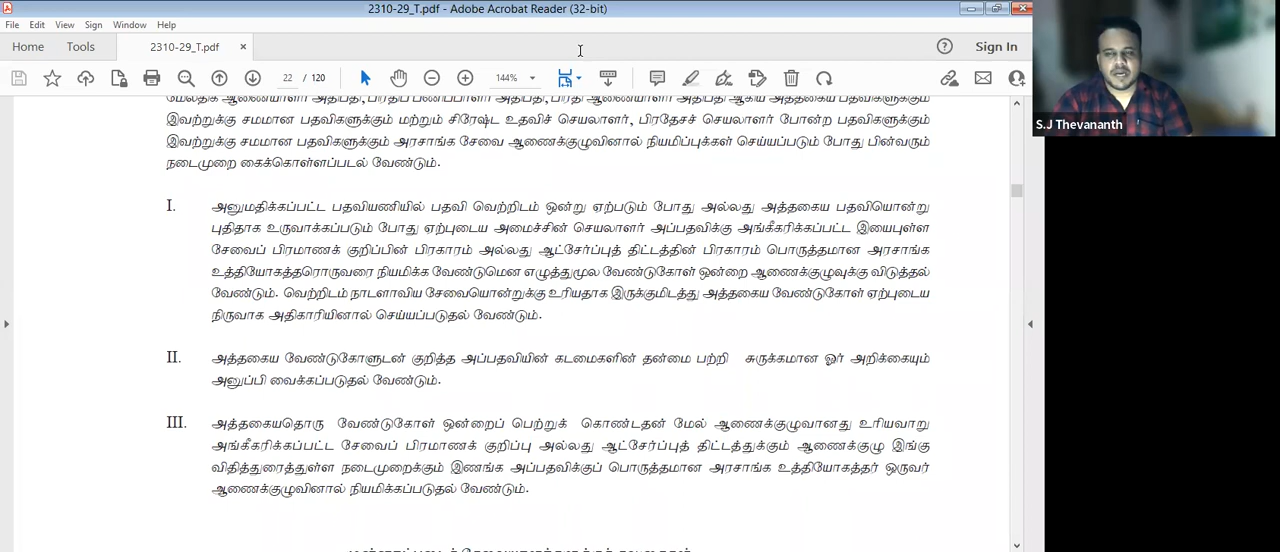 2310-29_T.pdf - Adobe Acrobat Reader (32-bit)
File Edit View Sign Window Help
Home Tools 2310-29_T.pdf × Sign In
22 / 120 144%
S.J Thevananth
இவற்றுக்கு சமமான பதவிகளுக்கும் மற்றும் சிரேஷ்ட உதவிச் செயலாளர், பிரதேசச் செயலாளர் போன்ற பதவிகளுக்கும்
இவற்றுக்கு சமமான பதவிகளுக்கும் அரசாங்க சேவை ஆணைக்குழுவினால் நியமிப்புக்கள் செய்யப்படும் போது பின்வரும்
நடைமுறை கைக்கொள்ளப்படல் வேண்டும்.
I. அனுமதிக்கப்பட்ட பதவியணியில் பதவி வெற்றிடம் ஒன்று ஏற்படும் போது அல்லது அத்தகைய பதவியொன்று
புதிதாக உருவாக்கப்படும் போது ஏற்புடைய அமைச்சின் செயலாளர் அப்பதவிக்கு அங்கீகரிக்கப்பட்ட இயைபுள்ள
சேவைப் பிரமாணக் குறிப்பின் பிரகாரம் அல்லது ஆட்சேர்ப்புத் திட்டத்தின் பிரகாரம் பொருத்தமான அரசாங்க
உத்தியோகத்தரொருவரை நியமிக்க வேண்டுமென எழுத்துமூல வேண்டுகோள் ஒன்றை ஆணைக்குழுவுக்கு விடுத்தல்
வேண்டும். வெற்றிடம் நாடளாவிய சேவையொன்றுக்கு உரியதாக இருக்குமிடத்து அத்தகைய வேண்டுகோள் ஏற்புடைய
நிருவாக அதிகாரியினால் செய்யப்படுதல் வேண்டும்.
II. அத்தகைய வேண்டுகோளுடன் குறித்த அப்பதவியின் கடமைகளின் தன்மை பற்றி சுருக்கமான ஓர் அறிக்கையும்
அனுப்பி வைக்கப்படுதல் வேண்டும்.
III. அத்தகையதொரு வேண்டுகோள் ஒன்றைப் பெற்றுக் கொண்டதன் மேல் ஆணைக்குழுவானது உரியவாறு
அங்கீகரிக்கப்பட்ட சேவைப் பிரமாணக் குறிப்பு அல்லது ஆட்சேர்ப்புத் திட்டத்துக்கும் ஆணைக்குழு இங்கு
விதித்துரைத்துள்ள நடைமுறைக்கும் இணங்க அப்பதவிக்குப் பொருத்தமான அரசாங்க உத்தியோகத்தர் ஒருவர்
ஆணைக்குழுவினால் நியமிக்கப்படுதல் வேண்டும்.